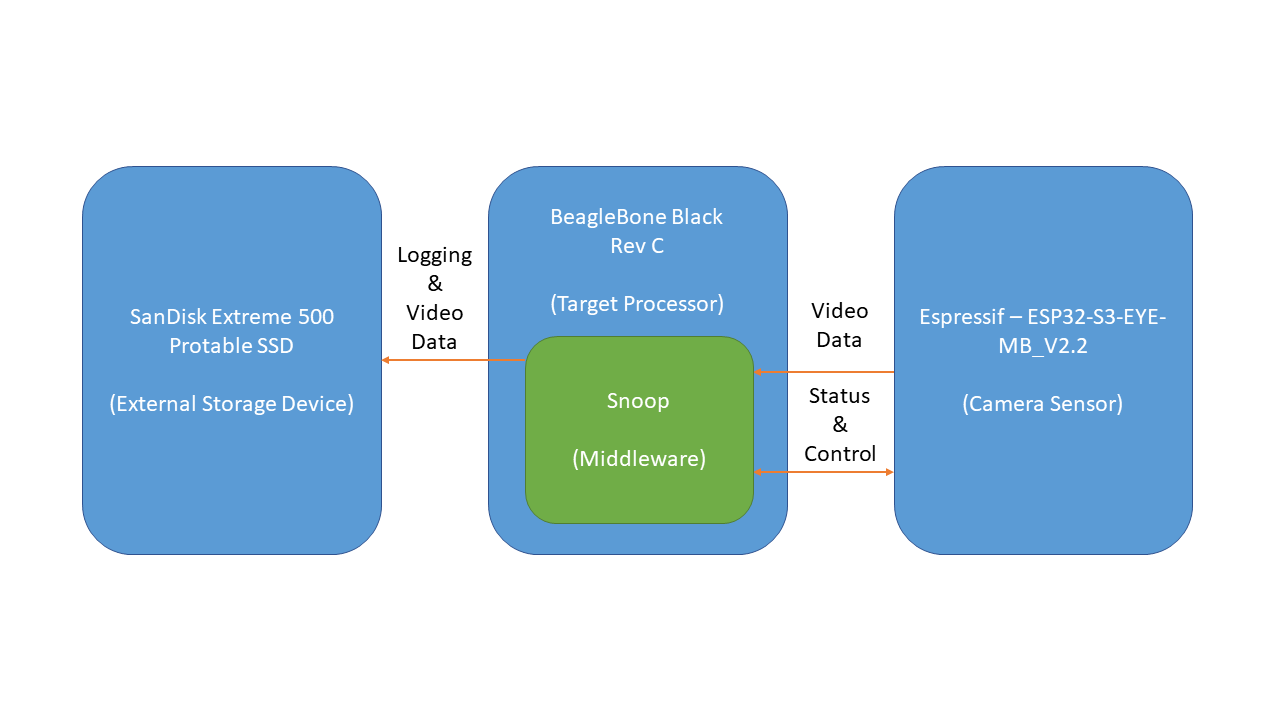 SanDisk Extreme 500
Protable SSD
(External Storage Device)
Logging
&
Video
Data
BeagleBone Black
Rev C
(Target Processor)
Snoop
(Middleware)
Video
Data
Status
&
Control
Espressif – ESP32-S3-EYE-
MB_V2.2
(Camera Sensor)